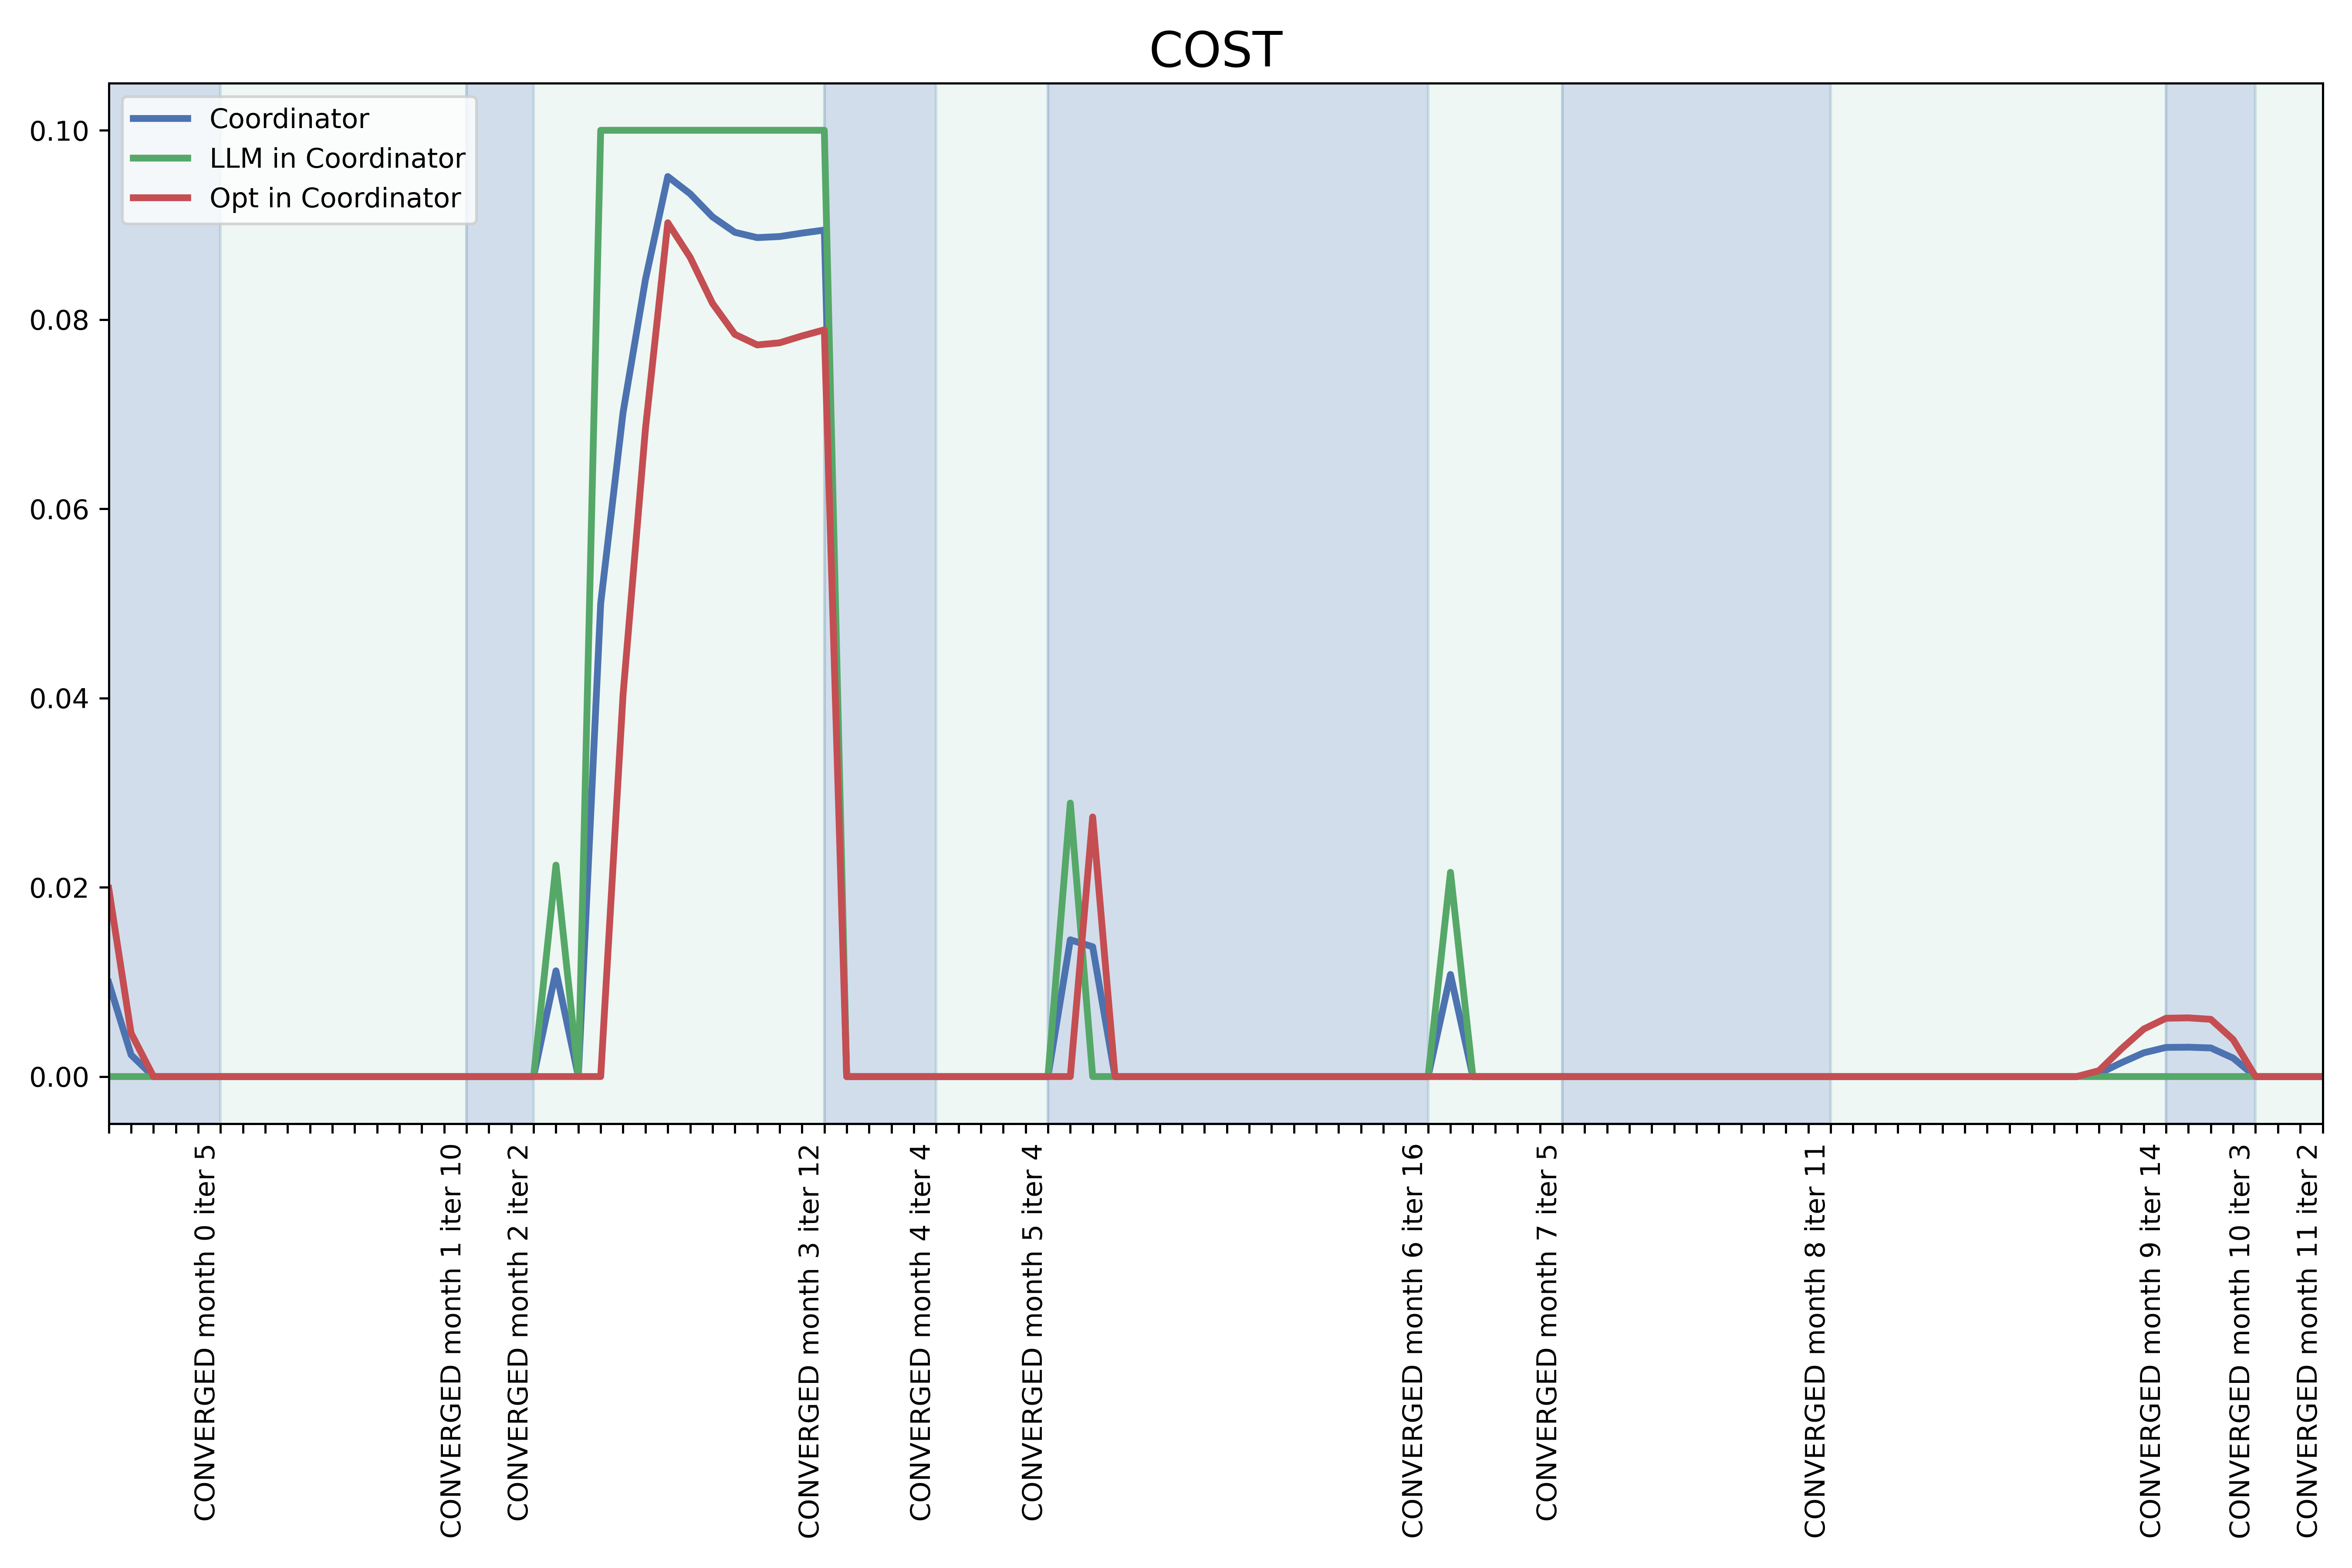 COST
Coordinator
LLM in Coordinator
Opt in Coordinator
0.10
0.08
0.06
0.04
0.02
0.00
CONVERGED month 0 iter 5
CONVERGED month 1 iter 10
CONVERGED month 2 iter 2
CONVERGED month 3 iter 12
CONVERGED month 4 iter 4
CONVERGED month 5 iter 4
CONVERGED month 6 iter 16
CONVERGED month 7 iter 5
CONVERGED month 8 iter 11
CONVERGED month 9 iter 14
CONVERGED month 10 iter 3
CONVERGED month 11 iter 2